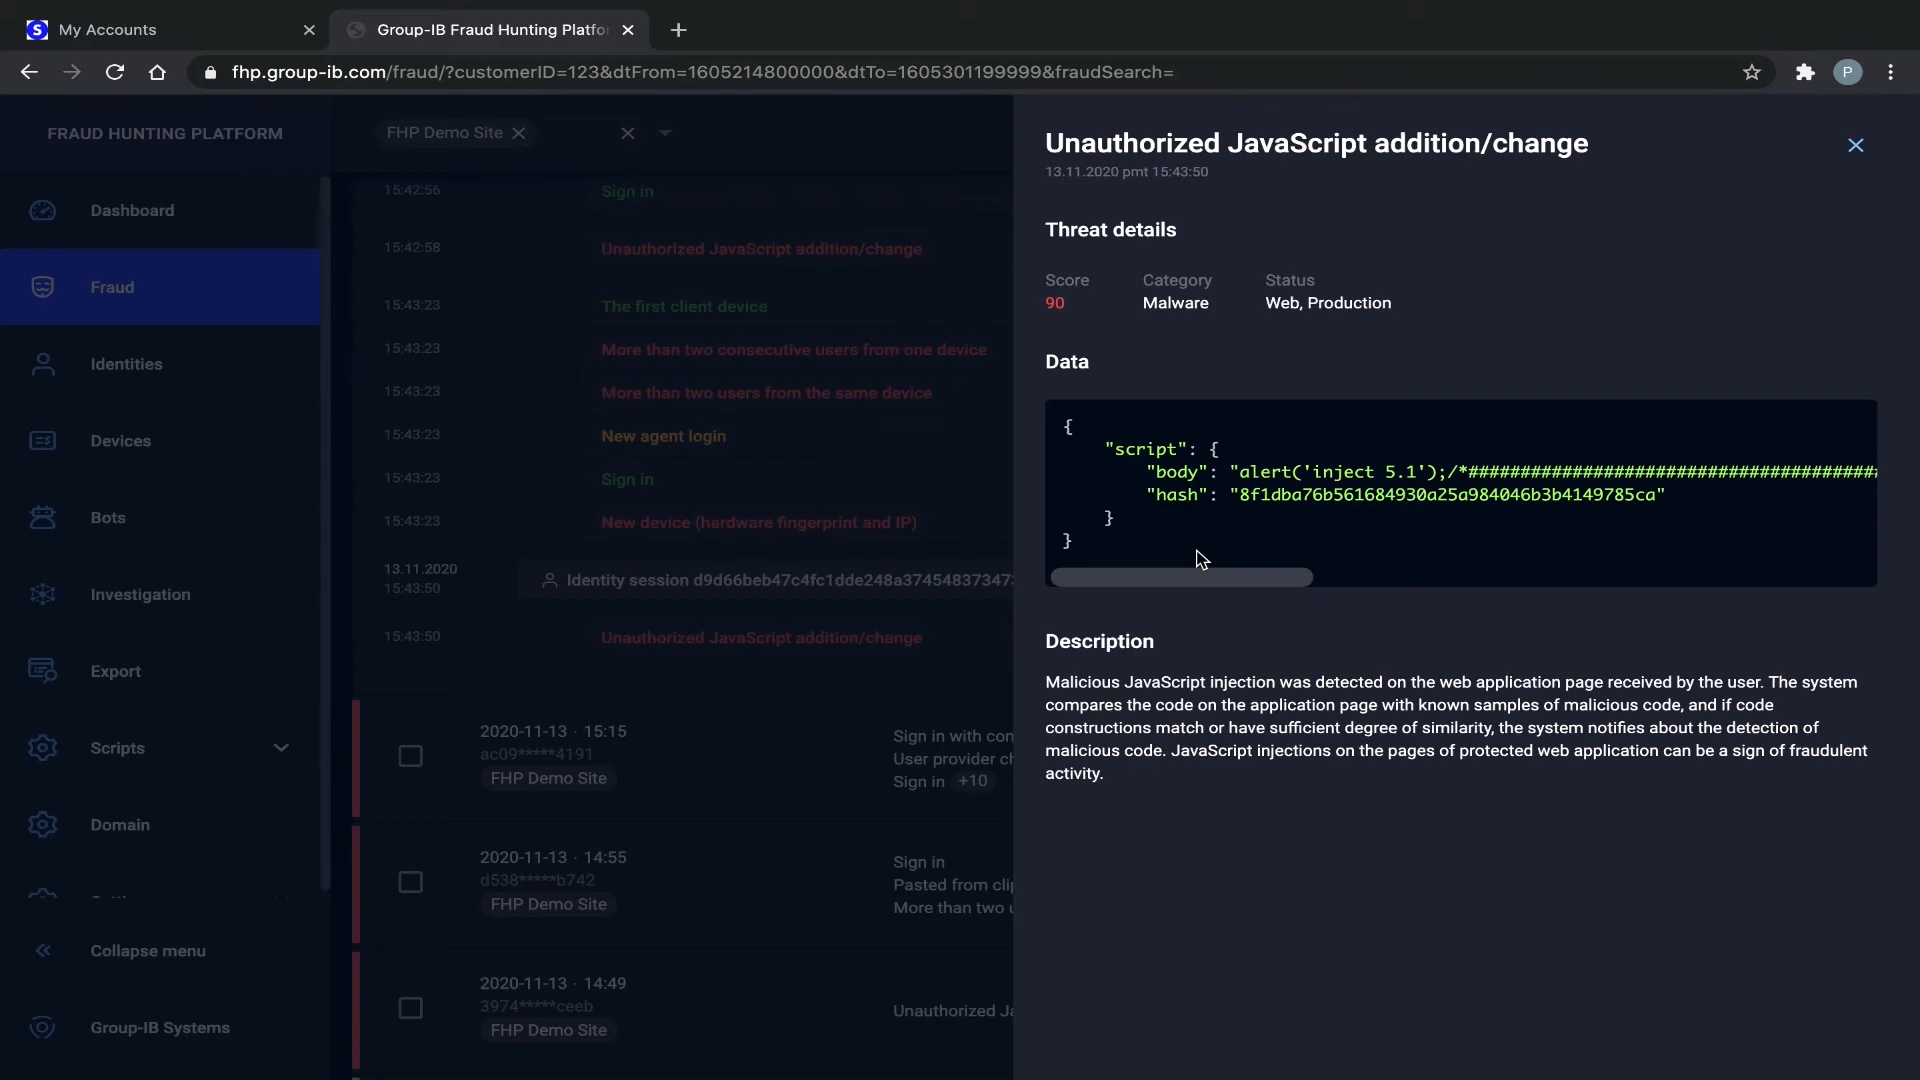 My Accounts
Group-IB Fraud Hunting Platfo
fhp.group-ib.com/fraud/?customerID=123&dtFrom=1605214800000&dtTo=1605301199999&fraudSearch=
P
FRAUD HUNTING PLATFORM
Dashboard
Fraud
Identities
Devices
Bots
Investigation
Export
Scripts
Domain
Collapse menu
Group-IB Systems
FHP Demo Site
15:42:56
Sign in
15:42:58
Unauthorized JavaScript addition/change
15:43:23
The first client device
15:43:23
More than two consecutive users from one device
15:43:23
More than two users from the same device
15:43:23
New agent login
15:43:23
Sign in
15:43:23
New device (hardware fingerprint and IP)
13.11.2020
15:43:50
Identity session d9d66beb47c4fc1dde248a374548373473
15:43:50
Unauthorized JavaScript addition/change
2020-11-13 · 15:15
ac09*****4191
FHP Demo Site
Sign in with con
User provider ch
Sign in +10
2020-11-13 · 14:55
d538*****b742
FHP Demo Site
Sign in
Pasted from clip
More than two u
2020-11-13 · 14:49
3974*****ceeb
FHP Demo Site
Unauthorized Ja
Unauthorized JavaScript addition/change
13.11.2020 pmt 15:43:50
Threat details
Score
90
Category
Malware
Status
Web, Production
Data
{
"script": {
"body": "alert('inject 5.1');/*########################################
"hash": "8f1dba76b561684930a25a984046b3b4149785ca"
}
}
Description
Malicious JavaScript injection was detected on the web application page received by the user. The system
compares the code on the application page with known samples of malicious code, and if code
constructions match or have sufficient degree of similarity, the system notifies about the detection of
malicious code. JavaScript injections on the pages of protected web application can be a sign of fraudulent
activity.